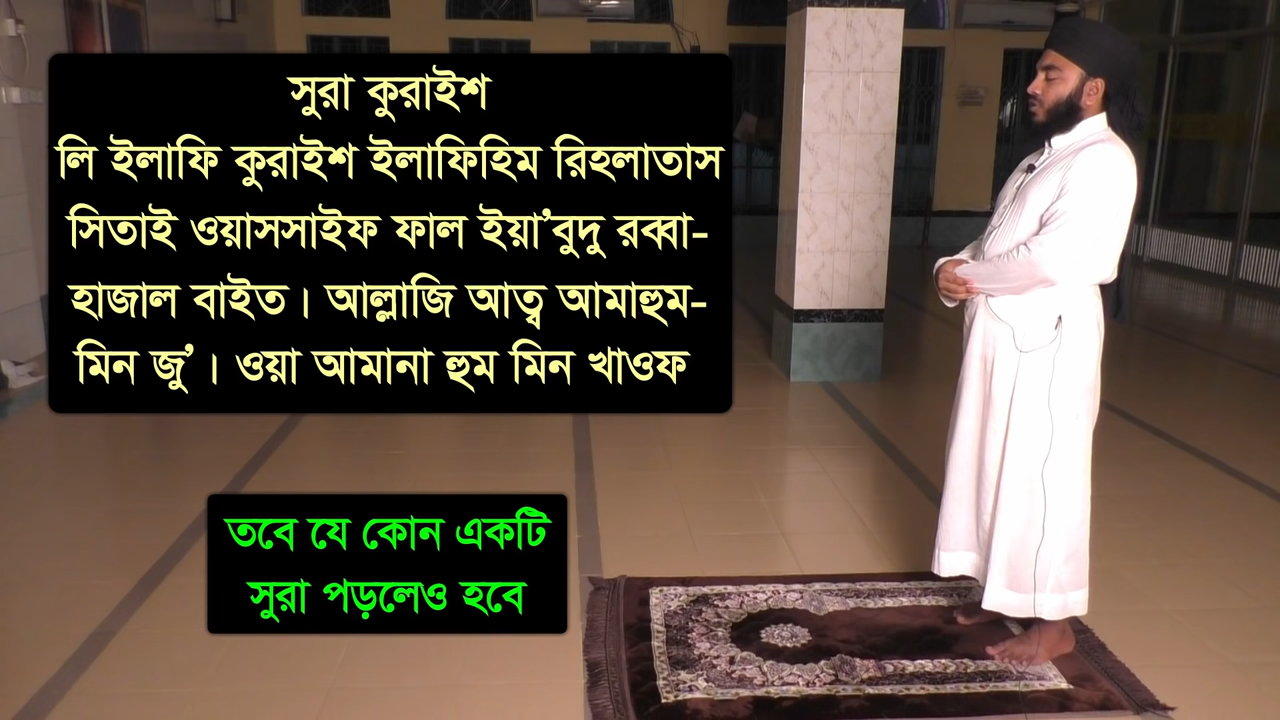 সুরা কুরাইশ
লি ইলাফি কুরাইশ ইলাফিহিম রিহলাতাস
সিতাই ওয়াসসাইফ ফাল ইয়া’বুদু রব্বা-
হাজাল বাইত। আল্লাজি আত্ব আমাহুম-
মিন জু’। ওয়া আমানা হুম মিন খাওফ
তবে যে কোন একটি
সুরা পড়লেও হবে